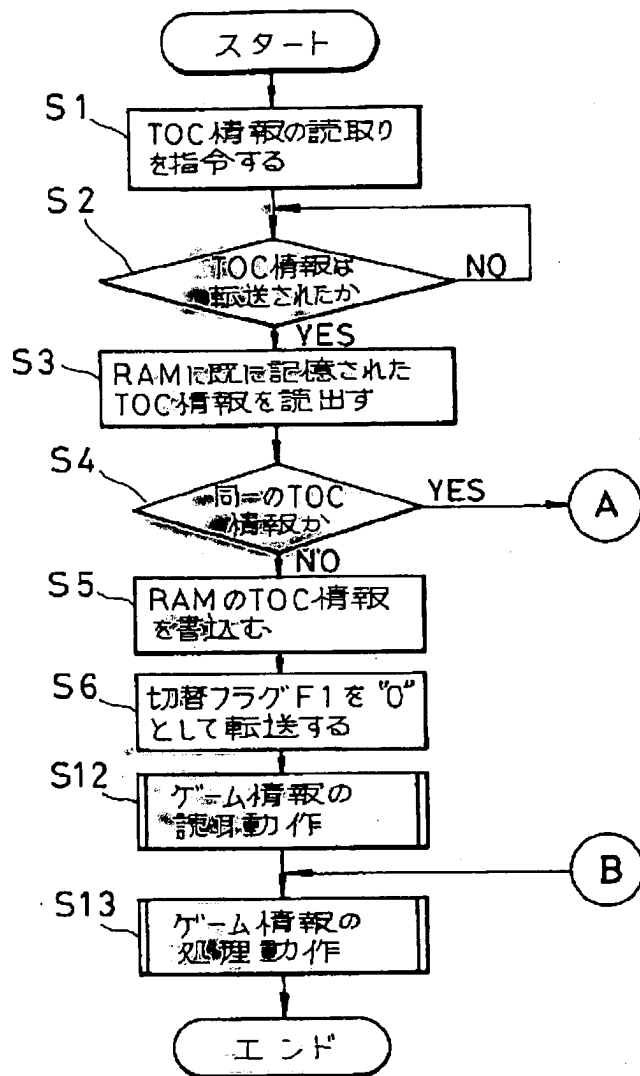 スタート
S1
TOC情報の読取り
を指令する
S2
TOC情報は
転送されたか
NO
YES
S3
RAMに既に記憶された
TOC情報を読出す
S4
同一のTOC
情報か
YES
A
NO
S5
RAMのTOC情報
を書込む、
S6
切替フラグF1を“0”
として転送する
S12
ゲーム情報の
読取動作
B
S13
ゲーム情報の
処理動作
エンド